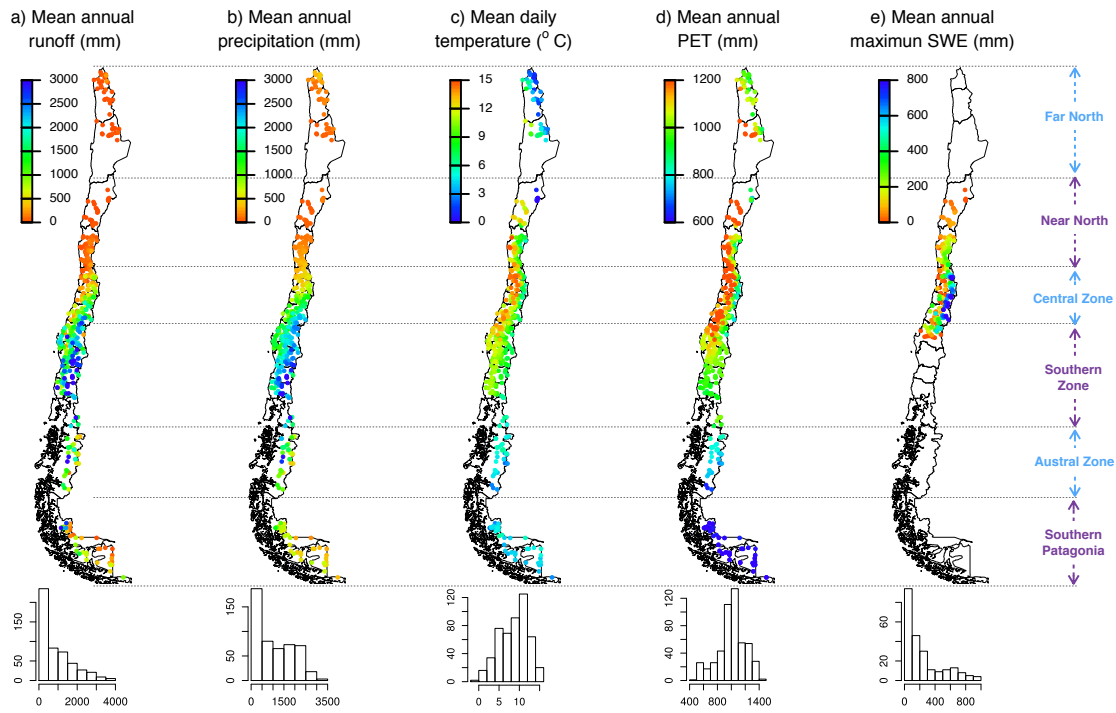 a) Mean annual
runoff (mm)
b) Mean annual
precipitation (mm)
c) Mean daily
temperature (° C)
d) Mean annual
PET (mm)
e) Mean annual
maximun SWE (mm)
3000
2500
2000
1500
1000
500
0
3000
2500
2000
1500
1000
500
0
15
12
9
6
3
0
1200
1000
800
600
800
600
400
200
0
Far North
Near North
Central Zone
Southern
Zone
Austral Zone
Southern
Patagonia
0 50 150
0 2000 4000
0 50 150
0 1500 3500
0 40 80 120
0 5 10
0 40 80 120
400 800 1400
0 20 60
0 400 800